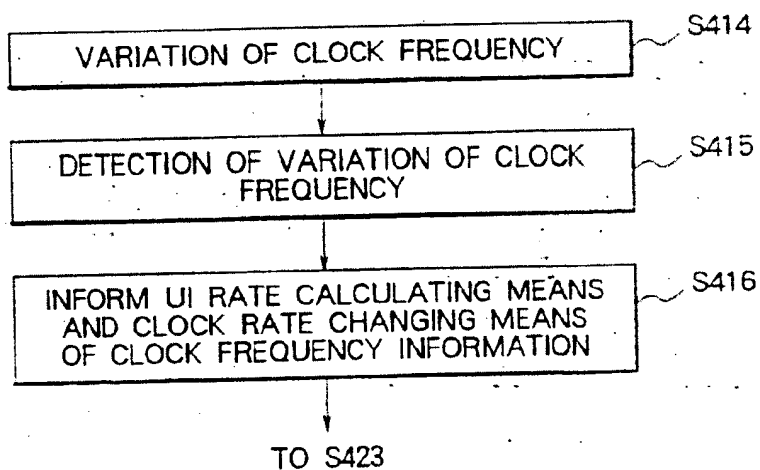 VARIATION OF CLOCK FREQUENCY
S414
DETECTION OF VARIATION OF CLOCK
FREQUENCY
S415
INFORM UI RATE CALCULATING MEANS
AND CLOCK RATE CHANGING MEANS
OF CLOCK FREQUENCY INFORMATION
S416
TO S423